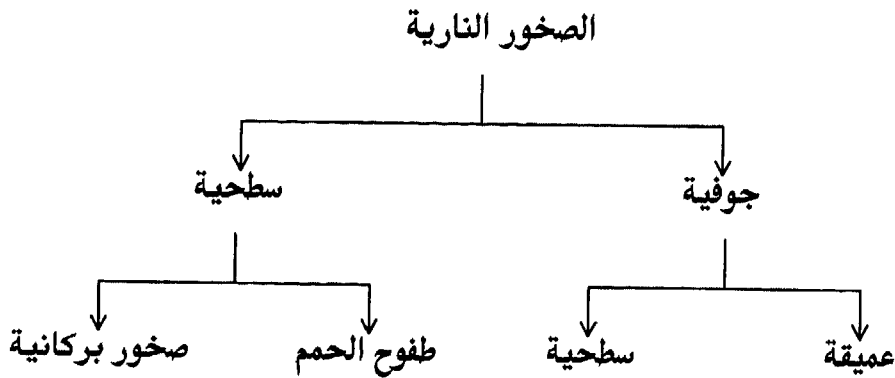 الصخور النارية
جوفية سطحية
عميقة سطحية طفوح الحمم صخور بركانية